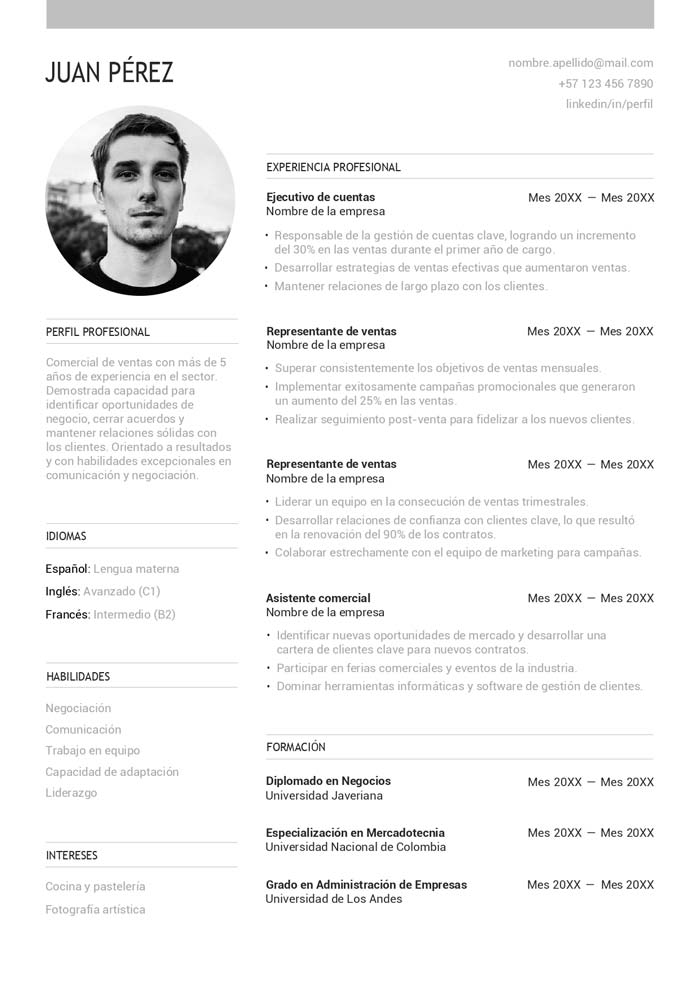 JUAN PÉREZ
nombre.apellido@mail.com
+57 123 456 7890
linkedin/in/perfil
PERFIL PROFESIONAL
Comercial de ventas con más de 5
años de experiencia en el sector.
Demostrada capacidad para
identificar oportunidades de
negocio, cerrar acuerdos y
mantener relaciones sólidas con
los clientes. Orientado a resultados
y con habilidades excepcionales en
comunicación y negociación.
IDIOMAS
Español: Lengua materna
Inglés: Avanzado (C1)
Francés: Intermedio (B2)
HABILIDADES
Negociación
Comunicación
Trabajo en equipo
Capacidad de adaptación
Liderazgo
INTERESES
Cocina y pastelería
Fotografía artística
EXPERIENCIA PROFESIONAL
Ejecutivo de cuentas Mes 20XX — Mes 20XX
Nombre de la empresa
• Responsable de la gestión de cuentas clave, logrando un incremento
del 30% en las ventas durante el primer año de cargo.
• Desarrollar estrategias de ventas efectivas que aumentaron ventas.
• Mantener relaciones de largo plazo con los clientes.
Representante de ventas Mes 20XX — Mes 20XX
Nombre de la empresa
• Superar consistentemente los objetivos de ventas mensuales.
• Implementar exitosamente campañas promocionales que generaron
un aumento del 25% en las ventas.
• Realizar seguimiento post-venta para fidelizar a los nuevos clientes.
Representante de ventas Mes 20XX — Mes 20XX
Nombre de la empresa
• Liderar un equipo en la consecución de ventas trimestrales.
• Desarrollar relaciones de confianza con clientes clave, lo que resultó
en la renovación del 90% de los contratos.
• Colaborar estrechamente con el equipo de marketing para campañas.
Asistente comercial Mes 20XX — Mes 20XX
Nombre de la empresa
• Identificar nuevas oportunidades de mercado y desarrollar una
cartera de clientes clave para nuevos contratos.
• Participar en ferias comerciales y eventos de la industria.
• Dominar herramientas informáticas y software de gestión de clientes.
FORMACIÓN
Diplomado en Negocios Mes 20XX — Mes 20XX
Universidad Javeriana
Especialización en Mercadotecnia Mes 20XX — Mes 20XX
Universidad Nacional de Colombia
Grado en Administración de Empresas Mes 20XX — Mes 20XX
Universidad de Los Andes